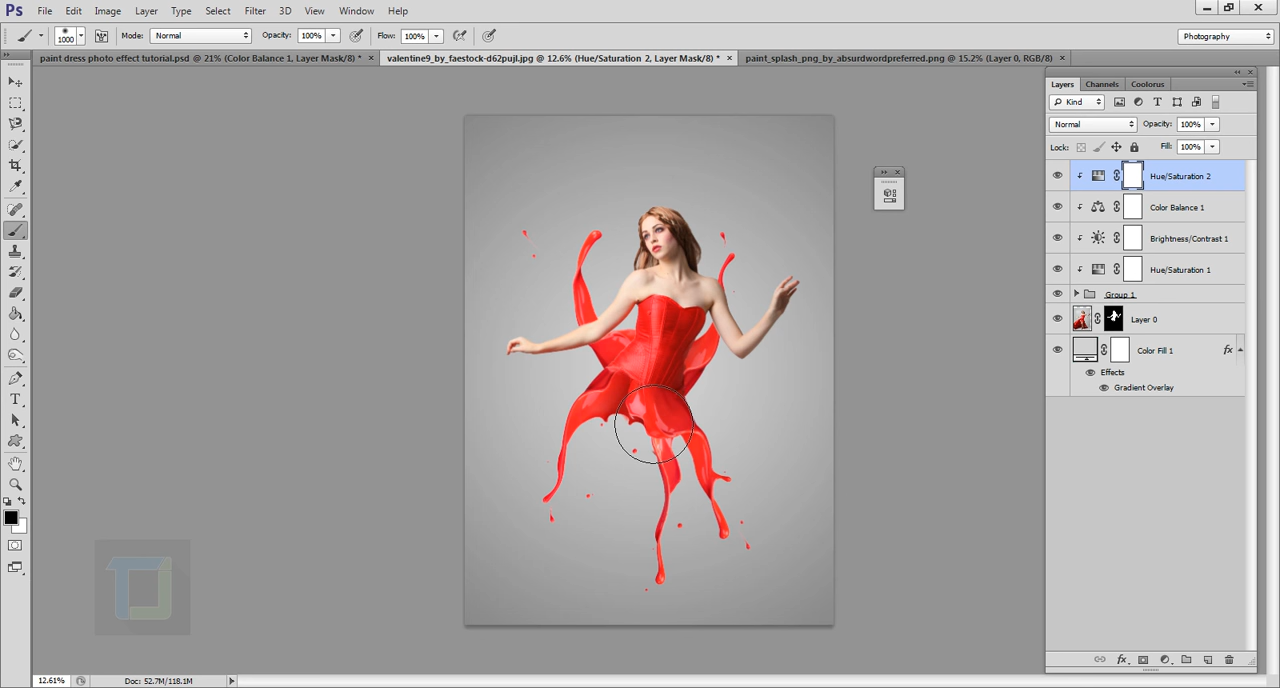 Ps File Edit Image Layer Type Select Filter 3D View Window Help
1000 Mode: Normal Opacity: 100% Flow: 100% Photography
paint dress photo effect tutorial.psd @ 21% (Color Balance 1, Layer Mask/8) * × valentine9_by_faestock-d62pujl.jpg @ 12.6% (Hue/Saturation 2, Layer Mask/8) * × paint_splash_png_by_absurdwordpreferred.png @ 15.2% (Layer 0, RGB/8) ×
Layers Channels Coolorus
Kind
Normal Opacity: 100%
Lock: Fill: 100%
Hue/Saturation 2
Color Balance 1
Brightness/Contrast 1
Hue/Saturation 1
Group 1
Layer 0
Color Fill 1 fx
Effects
Gradient Overlay
12.61% Doc: 52.7M/118.1M